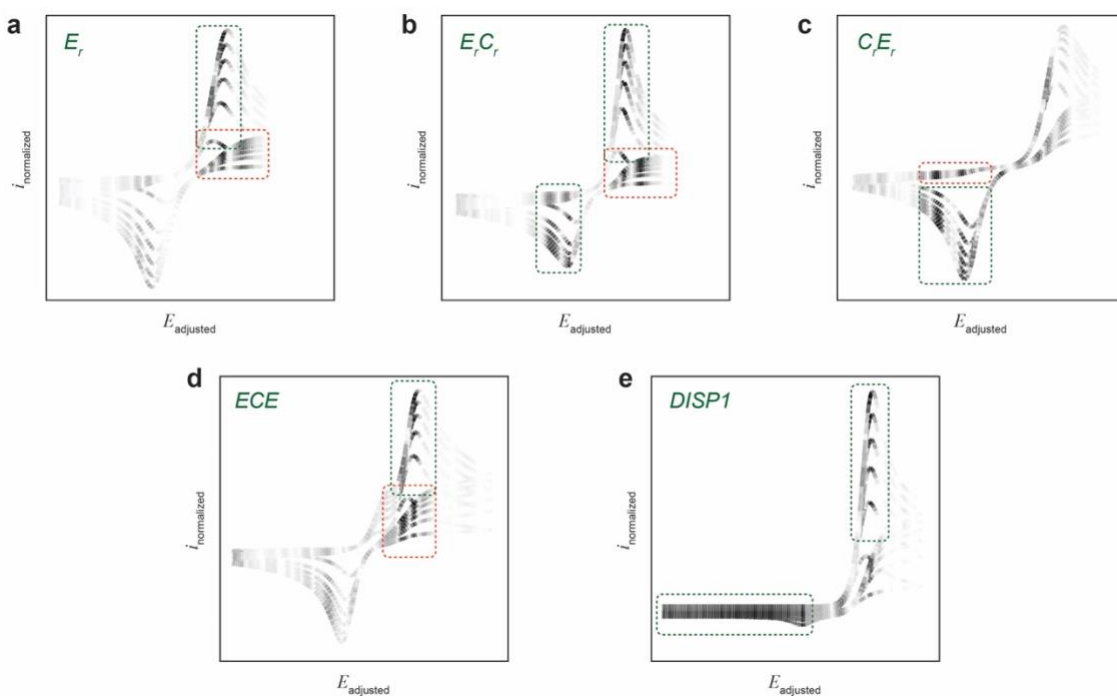 a
E_r
i_normalized
E_adjusted
b
E_rC_r
i_normalized
E_adjusted
c
C_rE_r
i_normalized
E_adjusted
d
ECE
i_normalized
E_adjusted
e
DISP1
i_normalized
E_adjusted